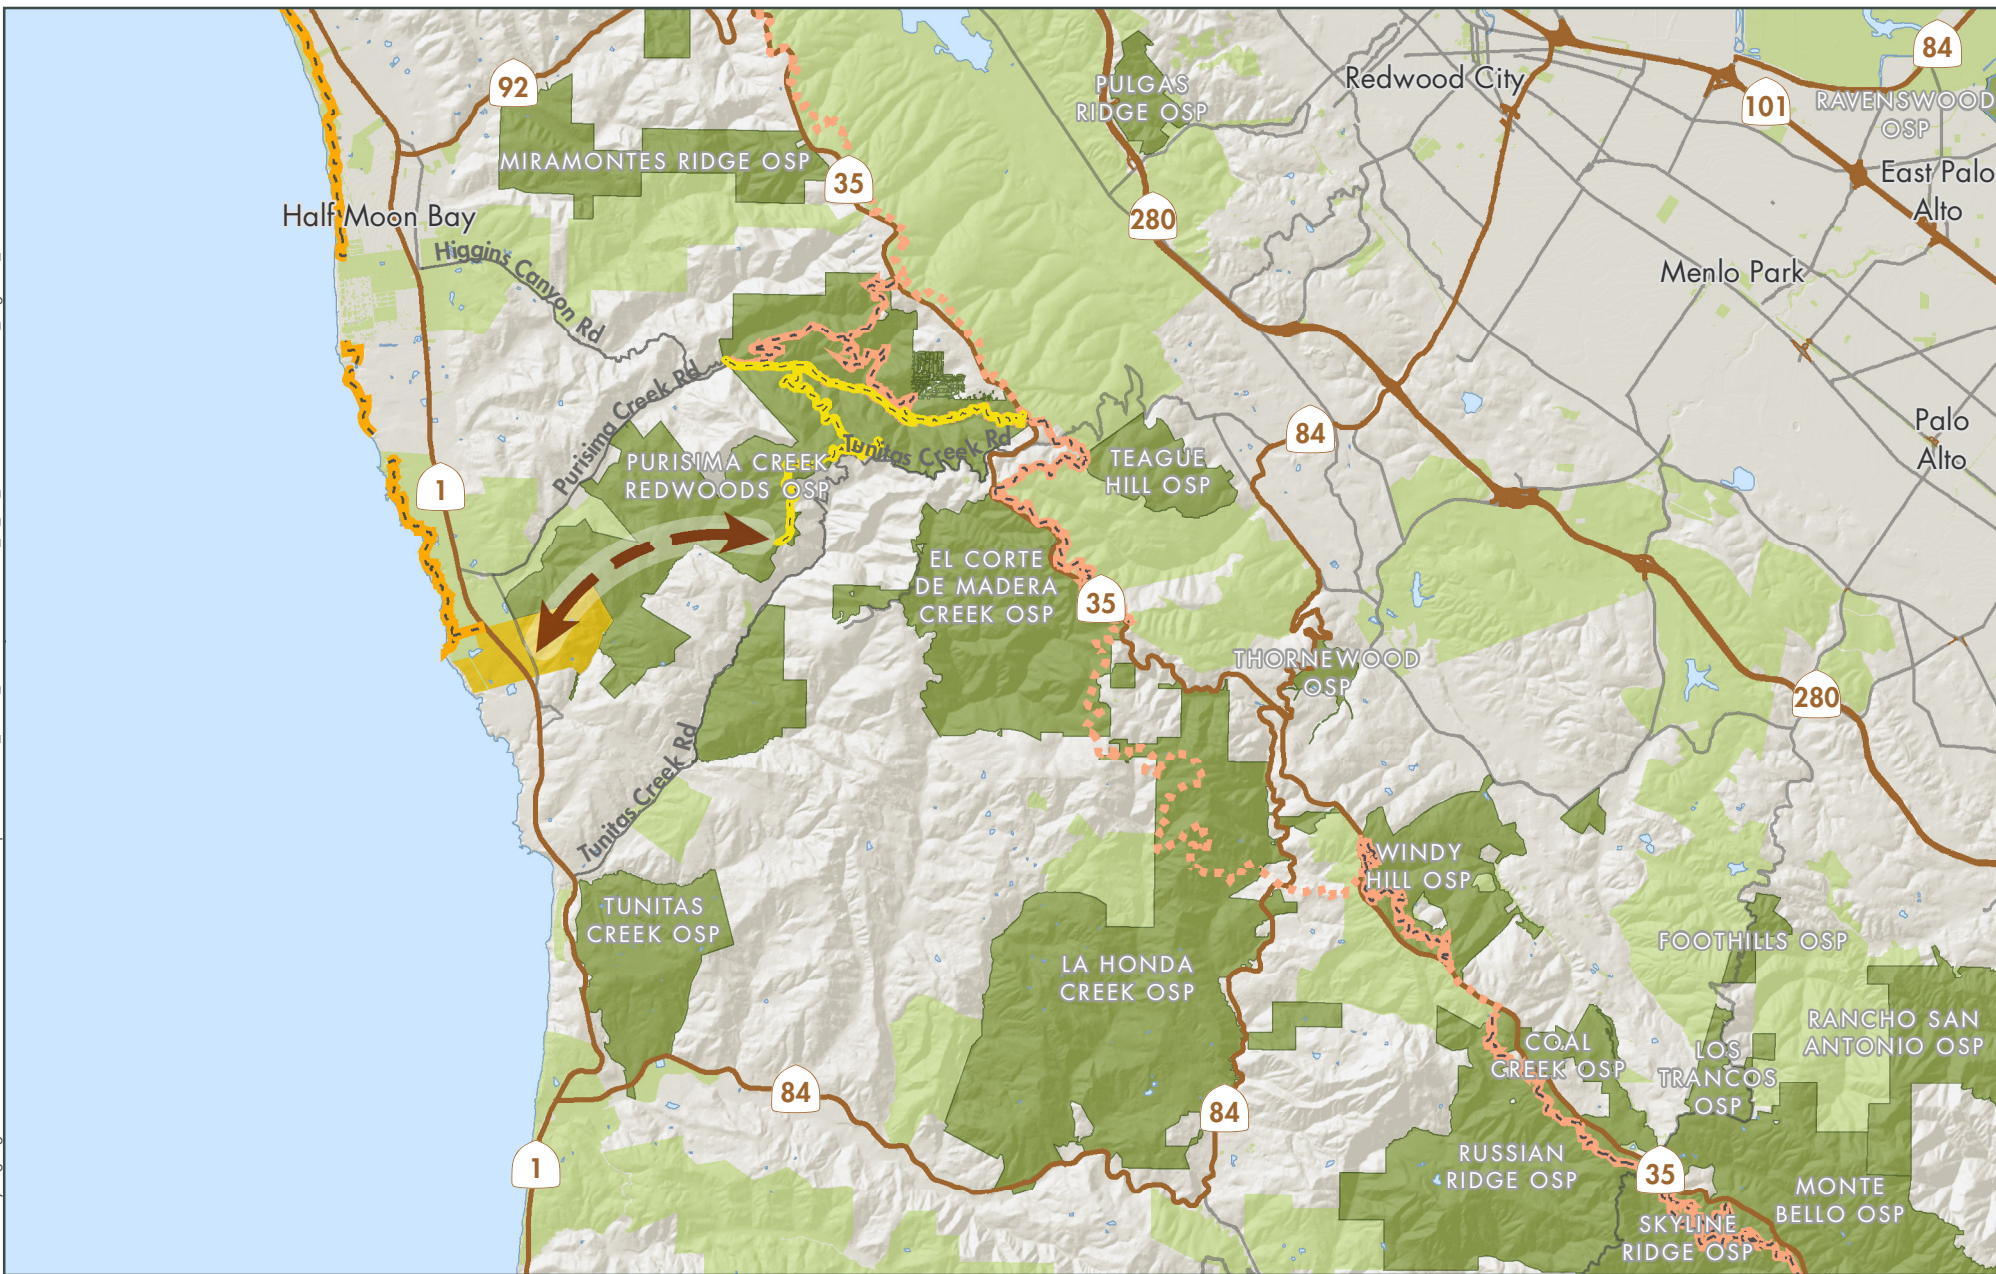 84
92
PULGAS
RIDGE OSP
Redwood City
101
RAVENSWOOD
OSP
MIRAMONTES RIDGE OSP
35
East Palo
Alto
Half Moon Bay
280
Higgins Canyon Rd
Menlo Park
Purisima Creek Rd
84
Palo
Alto
Tunitas Creek Rd
PURISIMA CREEK
REDWOODS OSP
TEAGUE
HILL OSP
1
EL CORTE
DE MADERA
CREEK OSP
35
THORNEWOOD
OSP
280
Tunitas Creek Rd
WINDY
HILL OSP
TUNITAS
CREEK OSP
FOOTHILLS OSP
LA HONDA
CREEK OSP
RANCHO SAN
ANTONIO OSP
COAL
CREEK OSP
LOS
TRANCOS
OSP
84
84
1
RUSSIAN
RIDGE OSP
35
MONTE
BELLO OSP
SKYLINE
RIDGE OSP